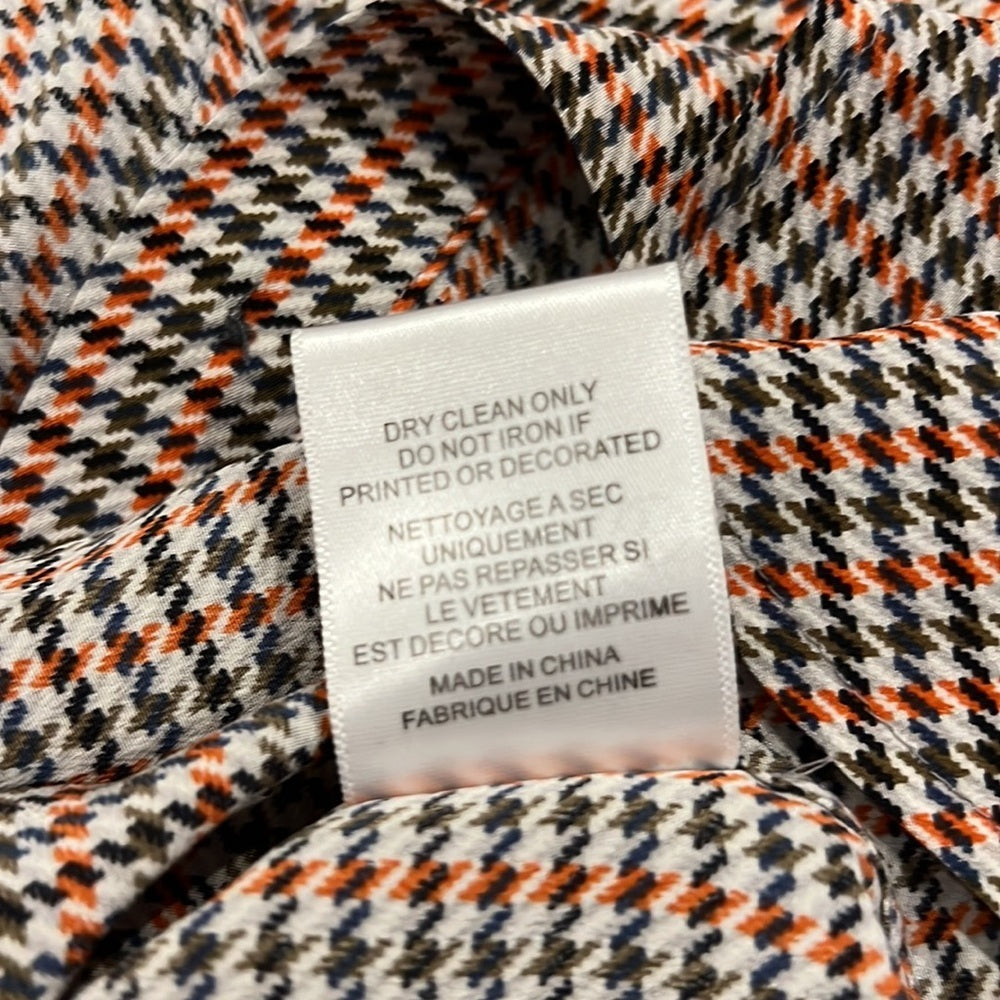 DRY CLEAN ONLY
DO NOT IRON IF
PRINTED OR DECORATED
NETTOYAGE A SEC
UNIQUEMENT
NE PAS REPASSER SI
LE VETEMENT
EST DECORE OU IMPRIME
MADE IN CHINA
FABRIQUE EN CHINE